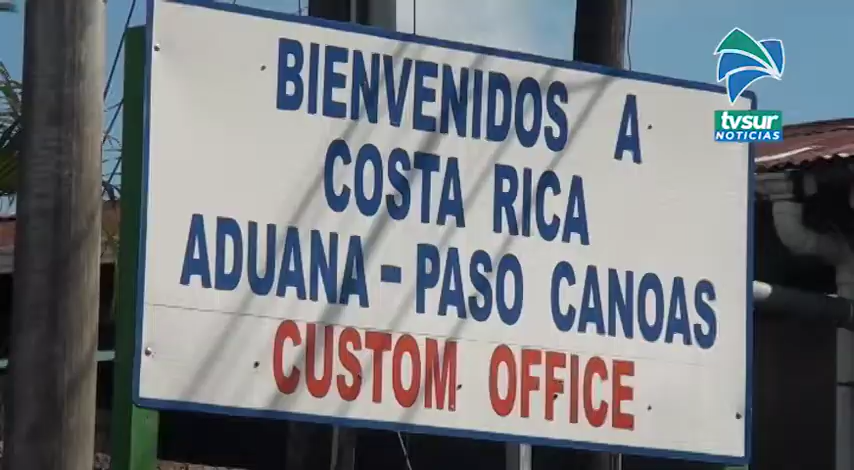 BIENVENIDOS A
COSTA RICA
ADUANA - PASO CANOAS
CUSTOM OFFICE
tvsur
NOTICIAS